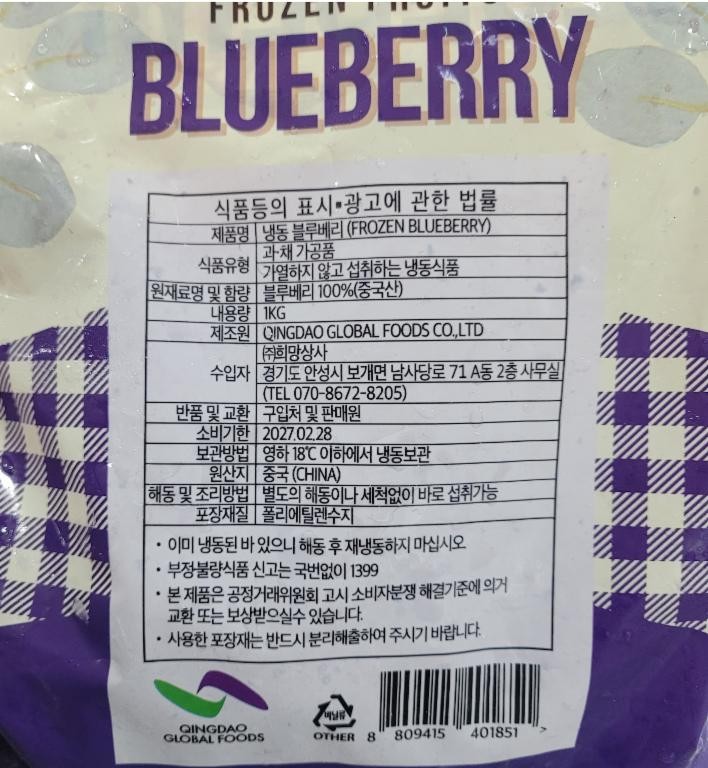 FROZEN FRUITS
BLUEBERRY
식품등의 표시•광고에 관한 법률
제품명 냉동 블루베리 (FROZEN BLUEBERRY)
식품유형 과·채 가공품
가열하지 않고 섭취하는 냉동식품
원재료명 및 함량 블루베리 100%(중국산)
내용량 1KG
제조원 QINGDAO GLOBAL FOODS CO.,LTD
수입자 ㈜희망상사
경기도 안성시 보개면 남사당로 71 A동 2층 사무실
(TEL 070-8672-8205)
반품 및 교환 구입처 및 판매원
소비기한 2027.02.28
보관방법 영하 18℃ 이하에서 냉동보관
원산지 중국 (CHINA)
해동 및 조리방법 별도의 해동이나 세척없이 바로 섭취가능
포장재질 폴리에틸렌수지
• 이미 냉동된 바 있으니 해동 후 재냉동하지 마십시오
• 부정불량식품 신고는 국번없이 1399
• 본 제품은 공정거래위원회 고시 소비자분쟁 해결기준에 의거
교환 또는 보상받으실수 있습니다.
• 사용한 포장재는 반드시 분리해출하여 주시기 바랍니다.
QINGDAO
GLOBAL FOODS
비닐류
OTHER
8 809415 401851 >